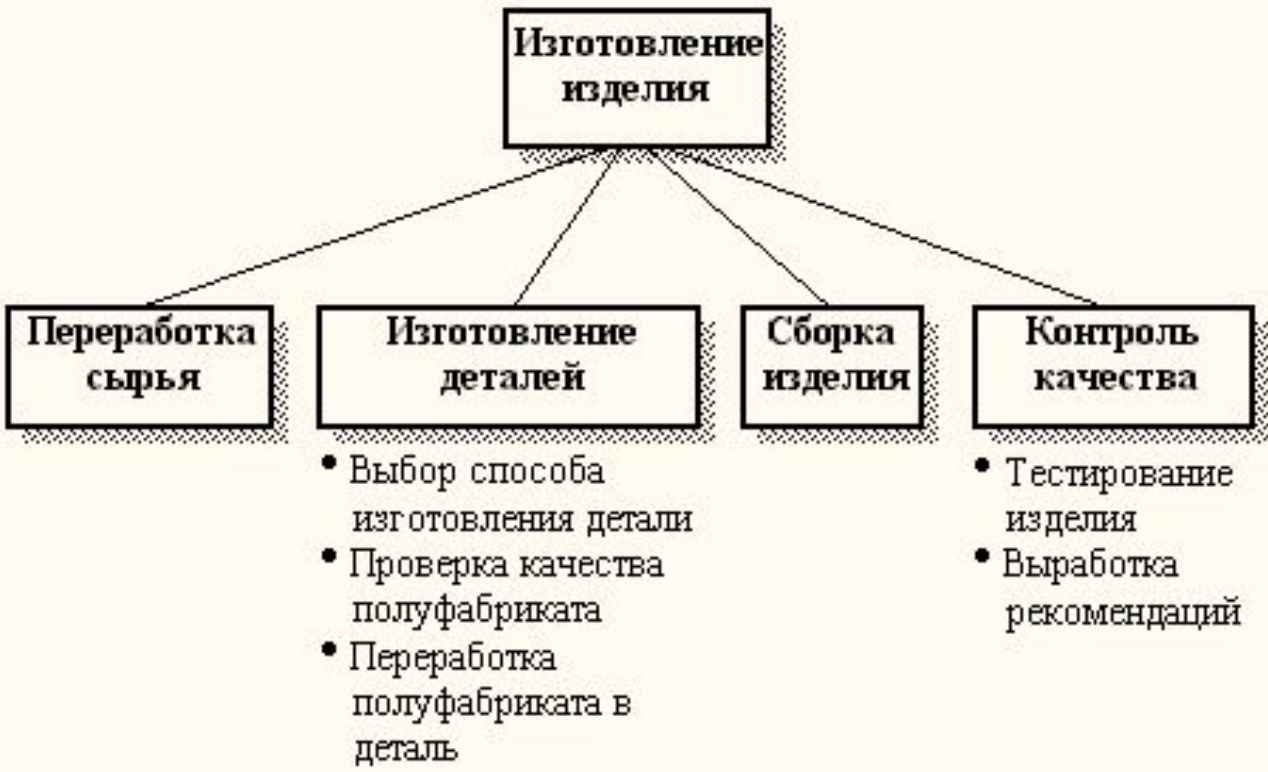 Изготовление
изделия
Переработка
сырья
Изготовление
деталей
Сборка
изделия
Контроль
качества
• Выбор способа
изготовления детали
• Проверка качества
полуфабриката
• Переработка
полуфабриката в
деталь
• Тестирование
изделия
• Выработка
рекомендаций